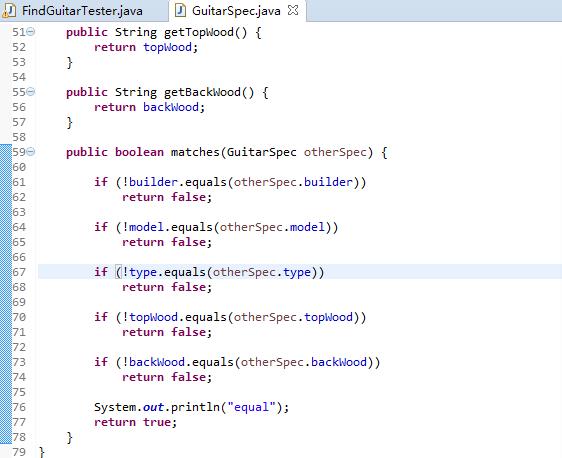 FindGuitarTester.java GuitarSpec.java
51 public String getTopWood() {
52 return topWood;
53 }
54
55 public String getBackWood() {
56 return backWood;
57 }
58
59 public boolean matches(GuitarSpec otherSpec) {
60
61 if (!builder.equals(otherSpec.builder))
62 return false;
63
64 if (!model.equals(otherSpec.model))
65 return false;
66
67 if (!type.equals(otherSpec.type))
68 return false;
69
70 if (!topWood.equals(otherSpec.topWood))
71 return false;
72
73 if (!backWood.equals(otherSpec.backWood))
74 return false;
75
76 System.out.println("equal");
77 return true;
78 }
79 }